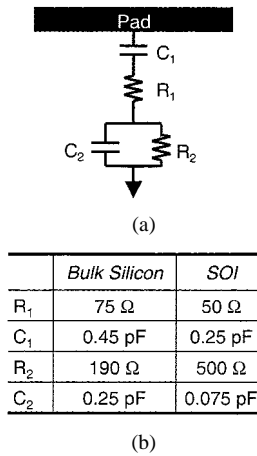 Pad
C₁
R₁
C₂ R₂
(a)
Bulk Silicon SOI
R₁ 75 Ω 50 Ω
C₁ 0.45 pF 0.25 pF
R₂ 190 Ω 500 Ω
C₂ 0.25 pF 0.075 pF
(b)